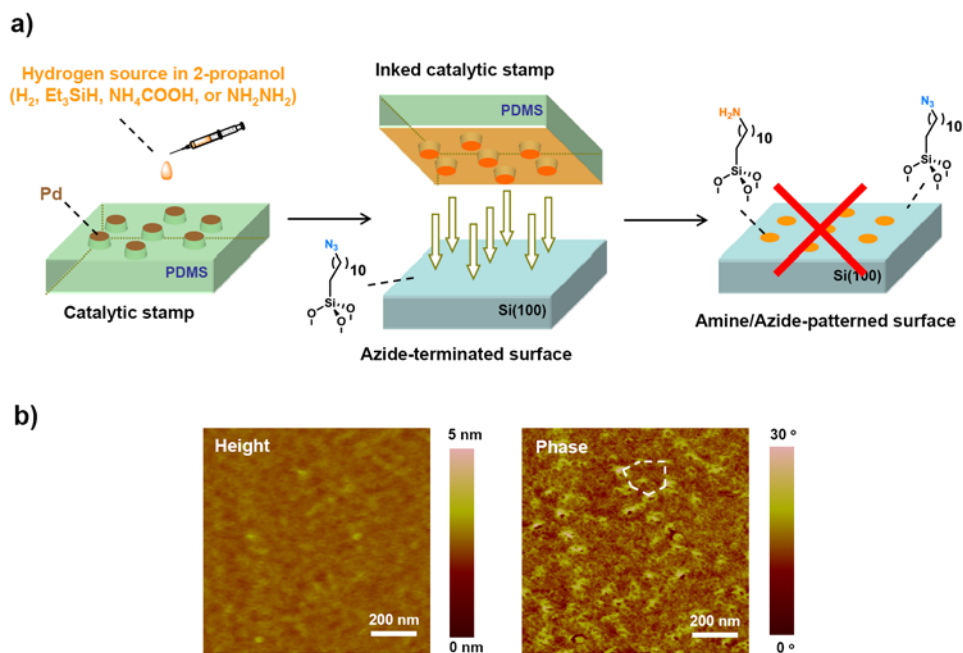 a)
Hydrogen source in 2-propanol
(H₂, Et₃SiH, NH₄COOH, or NH₂NH₂)
Pd
PDMS
Catalytic stamp
Inked catalytic stamp
PDMS
N₃
10
Si
O O O
Si(100)
Azide-terminated surface
H₂N
10
Si
O O O
N₃
10
Si
O O O
Si(100)
Amine/Azide-patterned surface
b)
Height
200 nm
5 nm
0 nm
Phase
200 nm
30 °
0 °